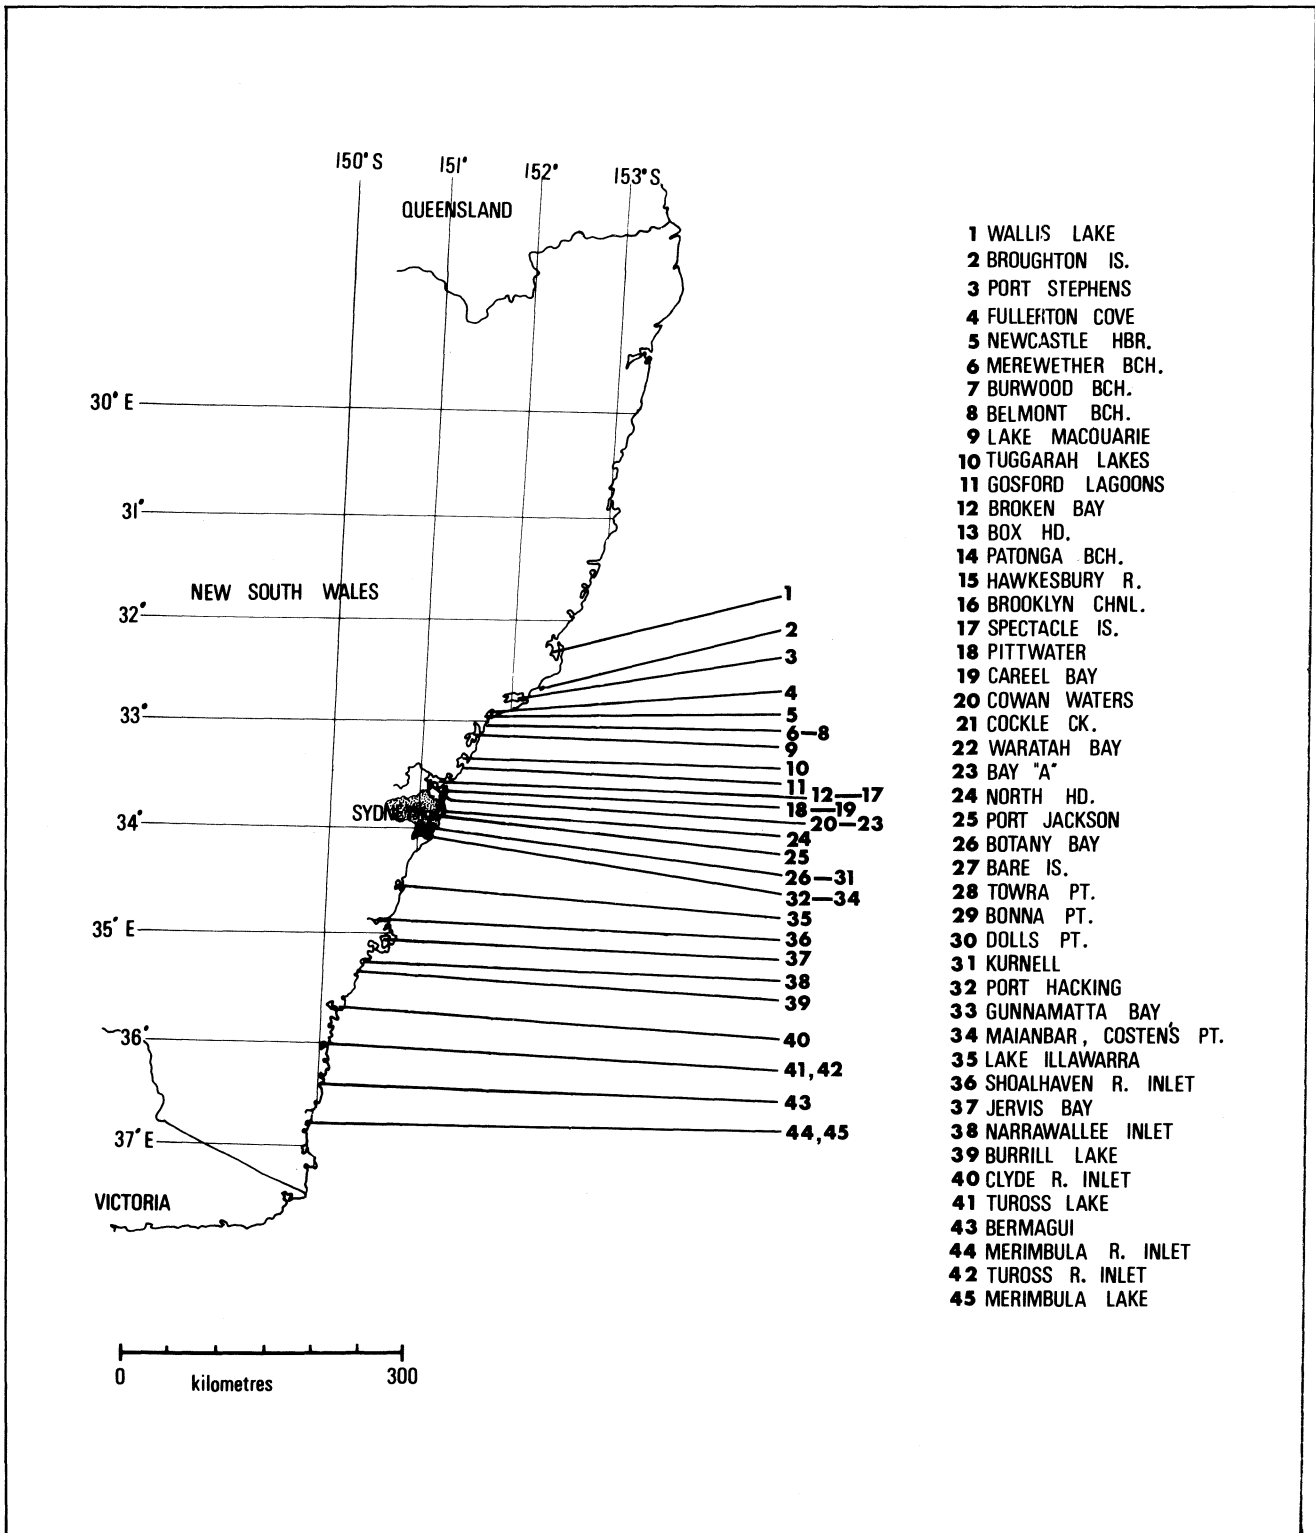 150° S
151°
152°
153° S
QUEENSLAND
30° E
31°
NEW SOUTH WALES
32°
33°
SYDNEY
34°
35° E
36°
37° E
VICTORIA
1
2
3
4
5
6–8
9
10
11
12–17
18–19
20–23
24
25
26–31
32–34
35
36
37
38
39
40
41,42
43
44,45
0
300
kilometres
1 WALLIS LAKE
2 BROUGHTON IS.
3 PORT STEPHENS
4 FULLERTON COVE
5 NEWCASTLE HBR.
6 MEREWETHER BCH.
7 BURWOOD BCH.
8 BELMONT BCH.
9 LAKE MACOUARIE
10 TUGGARAH LAKES
11 GOSFORD LAGOONS
12 BROKEN BAY
13 BOX HD.
14 PATONGA BCH.
15 HAWKESBURY R.
16 BROOKLYN CHNL.
17 SPECTACLE IS.
18 PITTWATER
19 CAREEL BAY
20 COWAN WATERS
21 COCKLE CK.
22 WARATAH BAY
23 BAY "A"
24 NORTH HD.
25 PORT JACKSON
26 BOTANY BAY
27 BARE IS.
28 TOWRA PT.
29 BONNA PT.
30 DOLLS PT.
31 KURNELL
32 PORT HACKING
33 GUNNAMATTA BAY
34 MAIANBAR, COSTEN'S PT.
35 LAKE ILLAWARRA
36 SHOALHAVEN R. INLET
37 JERVIS BAY
38 NARRAWALLEE INLET
39 BURRILL LAKE
40 CLYDE R. INLET
41 TUROSS LAKE
43 BERMAGUI
44 MERIMBULA R. INLET
42 TUROSS R. INLET
45 MERIMBULA LAKE